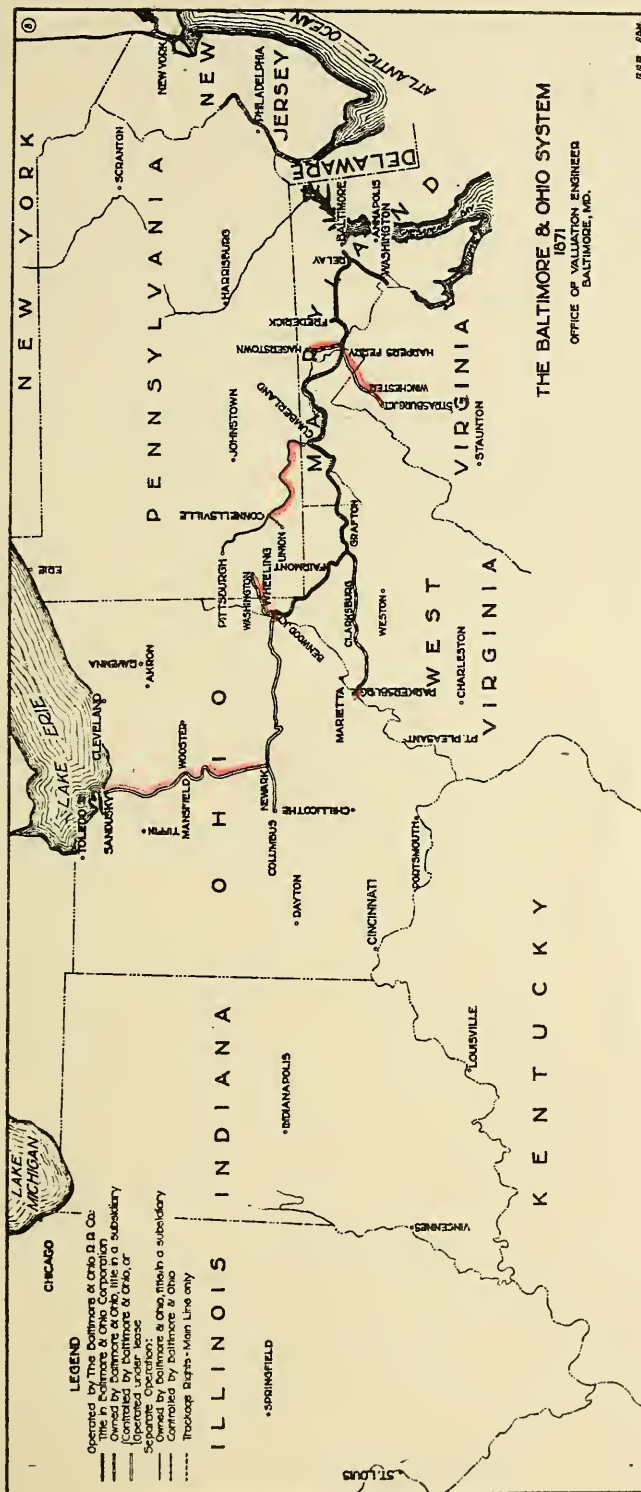 8
NEW YORK
PENNSYLVANIA
NEW JERSEY
DELAWARE
MARYLAND
VIRGINIA
WEST VIRGINIA
OHIO
INDIANA
ILLINOIS
KENTUCKY
LAKE MICHIGAN
LAKE ERIE
ATLANTIC OCEAN
CHICAGO
LEGEND
Operated by The Baltimore & Ohio R.R. Co:
Title in Baltimore & Ohio Corporation
Owned by Baltimore & Ohio, title in a subsidiary
Controlled by Baltimore & Ohio, or
Operated under lease
Separate Operation:
Owned by Baltimore & Ohio, title in a subsidiary
Controlled by Baltimore & Ohio
Trackage Rights - Main Line only
SPRINGFIELD
ST. LOUIS
INDIANAPOLIS
VINCENNES
LOUISVILLE
CINCINNATI
DAYTON
PORTSMOUTH
TOLEDO
SANDUSKY
CLEVELAND
TIFFIN
MANSFIELD
WOOSTER
AKRON
RAVENNA
COLUMBUS
NEWARK
CHILLICOTHE
MARIETTA
PARKERSBURG
PT. PLEASANT
CHARLESTON
WESTON
CLARKSBURG
BENWOOD JCT.
WHEELING
WASHINGTON
PITTSBURGH
CONNELLSVILLE
UNION
FAIRMONT
GRAFTON
ERIE
JOHNSTOWN
CUMBERLAND
HAGERSTOWN
FREDERICK
HARPERS FERRY
WINCHESTER
STRASBURG JCT.
STAUNTON
HARRISBURG
SCRANTON
NEW YORK
PHILADELPHIA
BALTIMORE
RELAY
ANNAPOLIS
WASHINGTON
THE BALTIMORE & OHIO SYSTEM
1871
OFFICE OF VALUATION ENGINEER
BALTIMORE, MD.